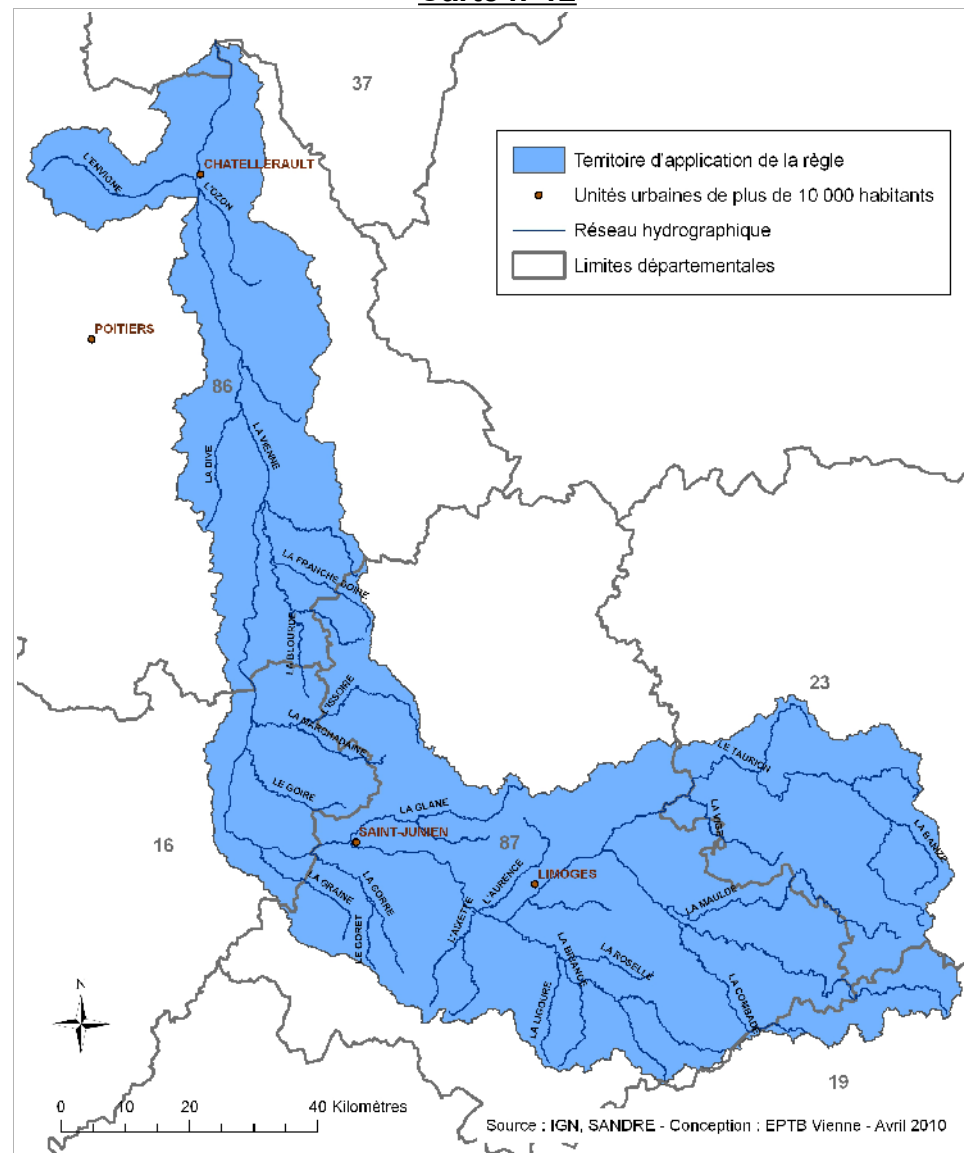 37
CHATELLERAULT
L'ENVIGNE
L'OZON
Territoire d'application de la règle
Unités urbaines de plus de 10 000 habitants
Réseau hydrographique
Limites départementales
POITIERS
86
LA VIENNE
LA DIVE
LA FRANCHE DOIRE
LA BLOURDE
L'ISSOIRE
23
LA MARCHADAINE
LE TAURION
LE GOIRE
LA GLANE
LA VIGE
SAINT-JUNIEN
87
16
LA BANIZE
LIMOGES
L'AURENCE
LA GRAINE
LA GORRE
LA MAULDE
LE GORET
L'AIXETTE
LA BRIANCE
LA ROSELLE
LA LIGOURE
LA COMBADE
N
19
0 10 20 40 Kilomètres
Source : IGN, SANDRE - Conception : EPTB Vienne - Avril 2010